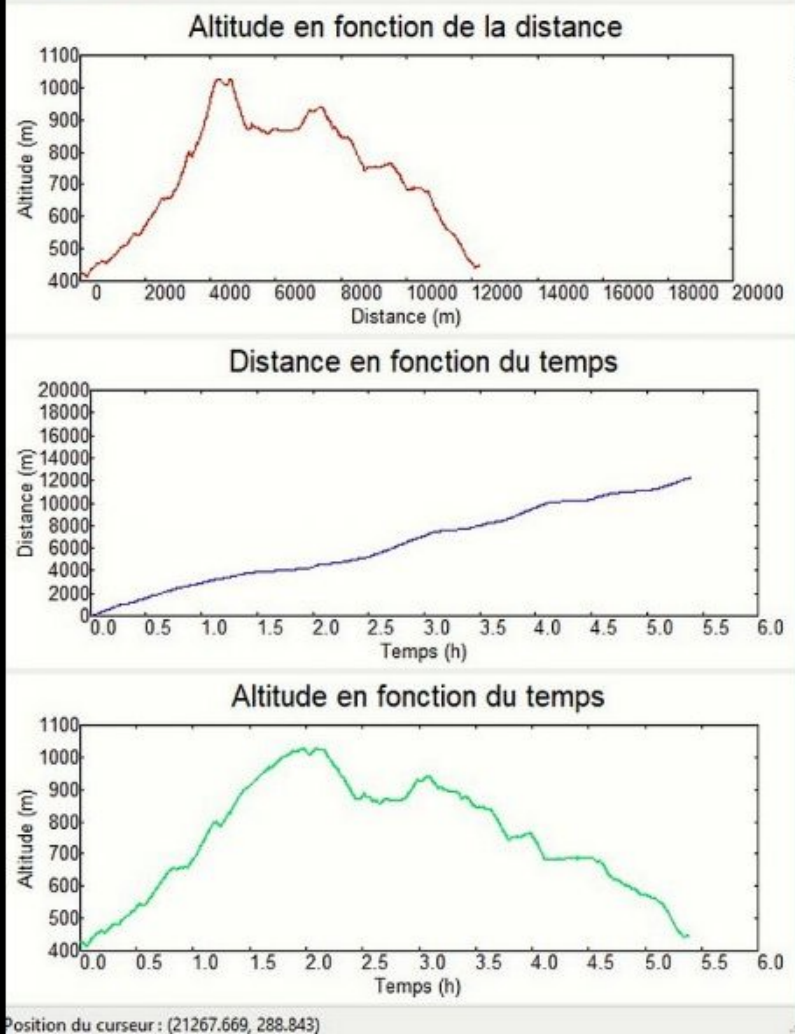 Altitude en fonction de la distance
1100
1000
900
800
700
600
500
400
Altitude (m)
0 2000 4000 6000 8000 10000 12000 14000 16000 18000 20000
Distance (m)
Distance en fonction du temps
20000
18000
16000
14000
12000
10000
8000
6000
4000
2000
0
Distance (m)
0.0 0.5 1.0 1.5 2.0 2.5 3.0 3.5 4.0 4.5 5.0 5.5 6.0
Temps (h)
Altitude en fonction du temps
1100
1000
900
800
700
600
500
400
Altitude (m)
0.0 0.5 1.0 1.5 2.0 2.5 3.0 3.5 4.0 4.5 5.0 5.5 6.0
Temps (h)
Position du curseur : (21267.669, 288.843)